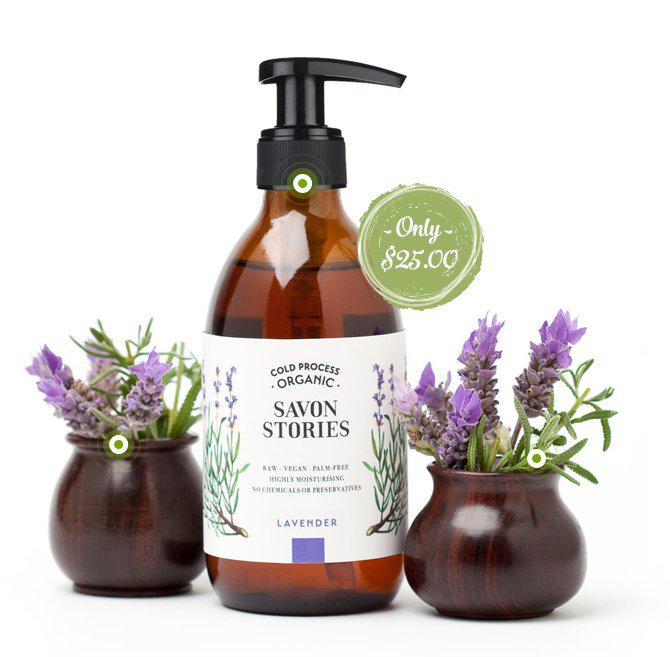 - Only -
$25.00
COLD PROCESS
· ORGANIC ·
SAVON
STORIES
RAW · VEGAN · PALM-FREE
HIGHLY MOISTURISING
NO CHEMICALS OR PRESERVATIVES
LAVENDER